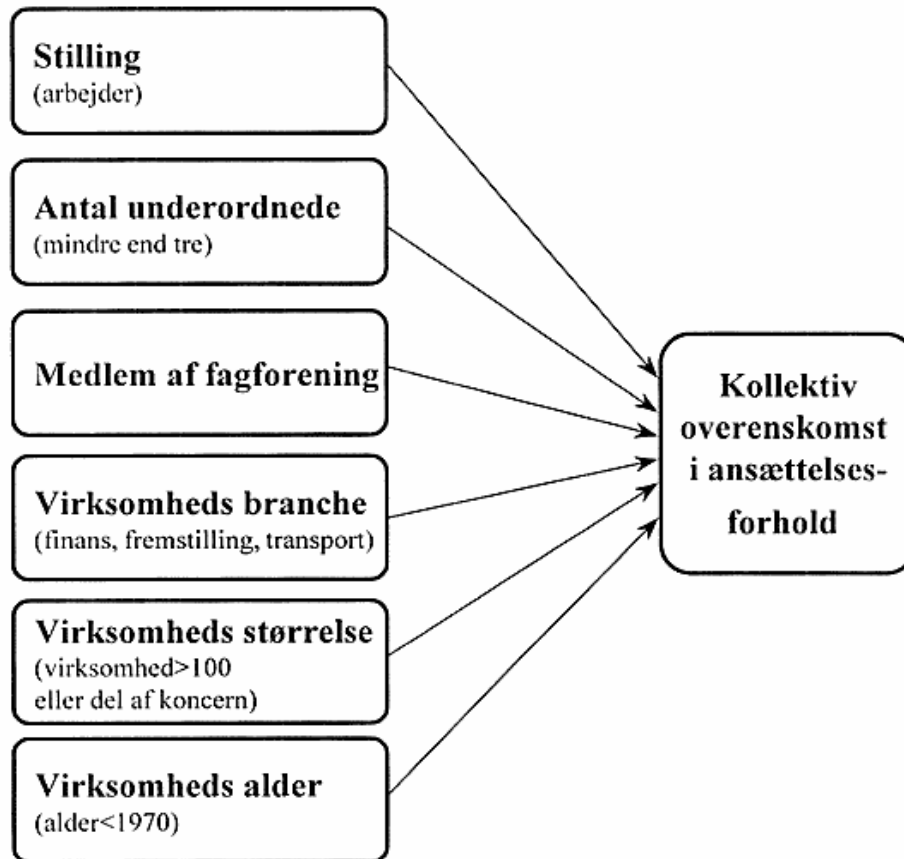 Stilling
(arbejder)
Antal underordnede
(mindre end tre)
Medlem af fagforening
Virksomheds branche
(finans, fremstilling, transport)
Virksomheds størrelse
(virksomhed>100
eller del af koncern)
Virksomheds alder
(alder<1970)
Kollektiv
overenskomst
i ansættelses-
forhold